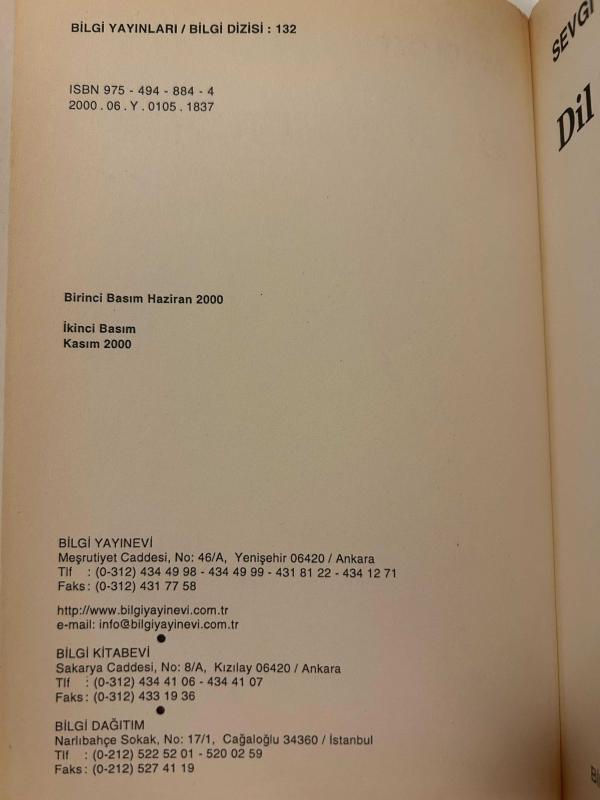 BİLGİ YAYINLARI / BİLGİ DİZİSİ : 132
ISBN 975 - 494 - 884 - 4
2000 . 06 . Y . 0105 . 1837
Birinci Basım Haziran 2000
İkinci Basım
Kasım 2000
BİLGİ YAYINEVİ
Meşrutiyet Caddesi, No: 46/A, Yenişehir 06420 / Ankara
Tlf : (0-312) 434 49 98 - 434 49 99 - 431 81 22 - 434 12 71
Faks : (0-312) 431 77 58
http://www.bilgiyayinevi.com.tr
e-mail: info@bilgiyayinevi.com.tr
●
BİLGİ KİTABEVİ
Sakarya Caddesi, No: 8/A, Kızılay 06420 / Ankara
Tlf : (0-312) 434 41 06 - 434 41 07
Faks : (0-312) 433 19 36
●
BİLGİ DAĞITIM
Narlıbahçe Sokak, No: 17/1, Cağaloğlu 34360 / İstanbul
Tlf : (0-212) 522 52 01 - 520 02 59
Faks : (0-212) 527 41 19
SEVGİ
Dil